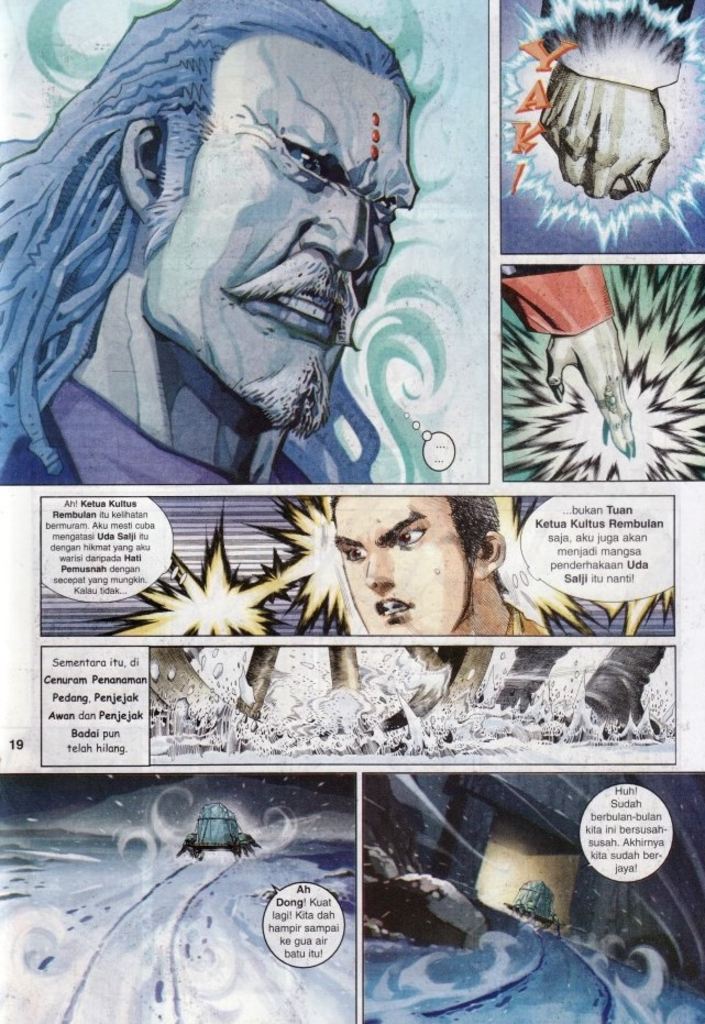 YAK!
....
....
Ah! Ketua Kultus
Rembulan itu kelihatan
bermuram. Aku mesti cuba
mengatasi Uda Salji itu
dengan hikmat yang aku
warisi daripada Hati
Pemusnah dengan
secepat yang mungkin.
Kalau tidak...
...bukan Tuan
Ketua Kultus Rembulan
saja, aku juga akan
menjadi mangsa
penderhakaan Uda
Salji itu nanti!
Sementara itu, di
Cenuram Penanaman
Pedang, Penjejak
Awan dan Penjejak
Badai pun
telah hilang.
19
Ah
Dong! Kuat
lagi! Kita dah
hampir sampai
ke gua air
batu itu!
Huh!
Sudah
berbulan-bulan
kita ini bersusah-
susah. Akhirnya
kita sudah ber-
jaya!